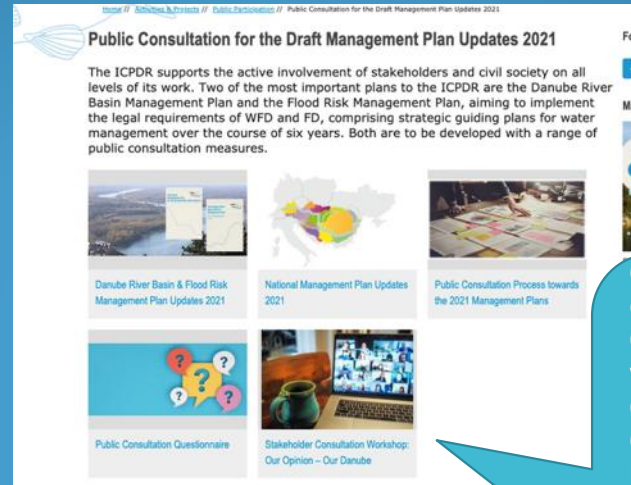 Home // Activities & Projects // Public Participation // Public Consultation for the Draft Management Plan Updates 2021
Public Consultation for the Draft Management Plan Updates 2021
The ICPDR supports the active involvement of stakeholders and civil society on all
levels of its work. Two of the most important plans to the ICPDR are the Danube River
Basin Management Plan and the Flood Risk Management Plan, aiming to implement
the legal requirements of WFD and FD, comprising strategic guiding plans for water
management over the course of six years. Both are to be developed with a range of
public consultation measures.
Danube River Basin & Flood Risk
Management Plan Updates 2021
National Management Plan Updates
2021
Public Consultation Process towards
the 2021 Management Plans
Public Consultation Questionnaire
Stakeholder Consultation Workshop:
Our Opinion – Our Danube